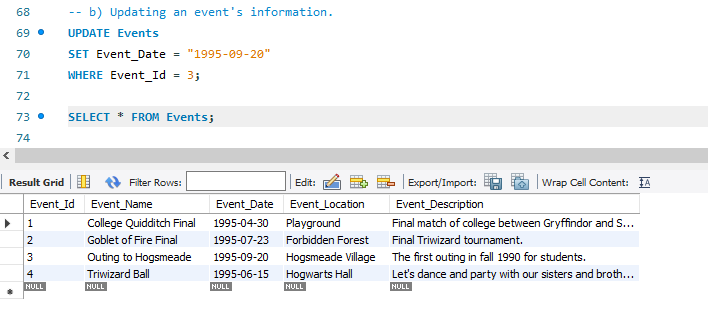 68 -- b) Updating an event's information.
69 UPDATE Events
70 SET Event_Date = "1995-09-20"
71 WHERE Event_Id = 3;
72
73 SELECT * FROM Events;
74
Result Grid Filter Rows: Edit: Export/Import: Wrap Cell Content: IA
Event_Id Event_Name Event_Date Event_Location Event_Description
1 College Quidditch Final 1995-04-30 Playground Final match of college between Gryffindor and S...
2 Goblet of Fire Final 1995-07-23 Forbidden Forest Final Triwizard tournament.
3 Outing to Hogsmeade 1995-09-20 Hogsmeade Village The first outing in fall 1990 for students.
4 Triwizard Ball 1995-06-15 Hogwarts Hall Let's dance and party with our sisters and broth...
NULL NULL NULL NULL NULL